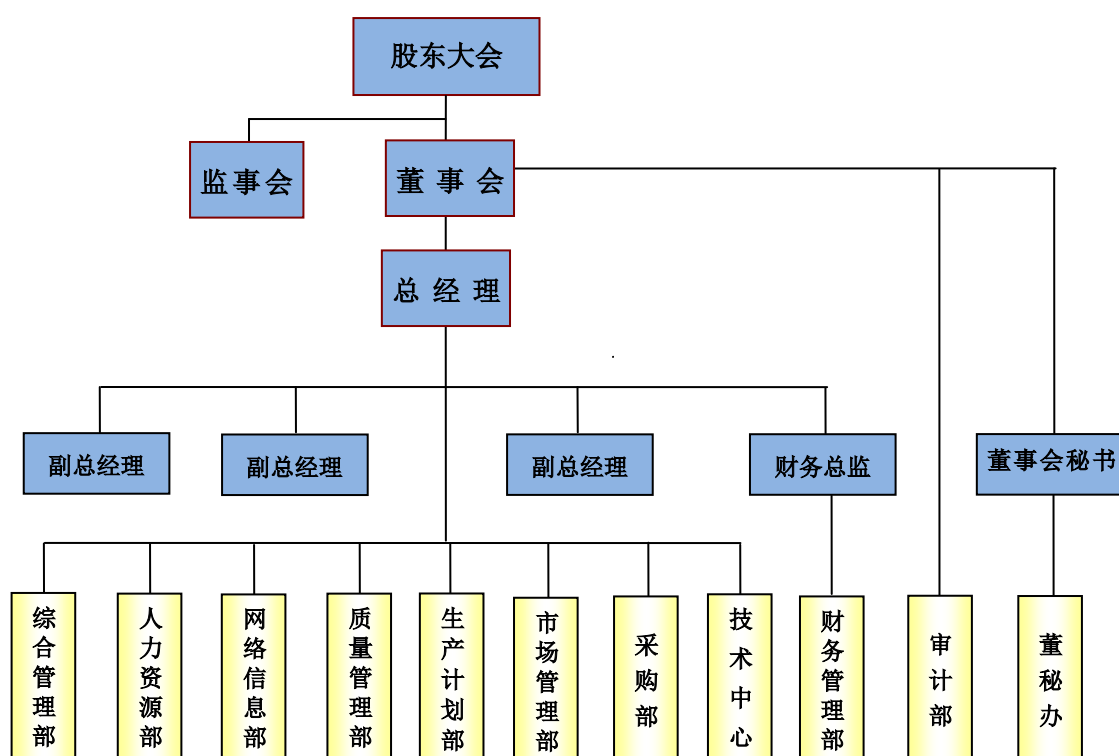 股东大会
监事会
董事会
总经理
副总经理
副总经理
副总经理
财务总监
董事会秘书
综合管理部
人力资源部
网络信息部
质量管理部
生产计划部
市场管理部
采购部
技术中心
财务管理部
审计部
董秘办